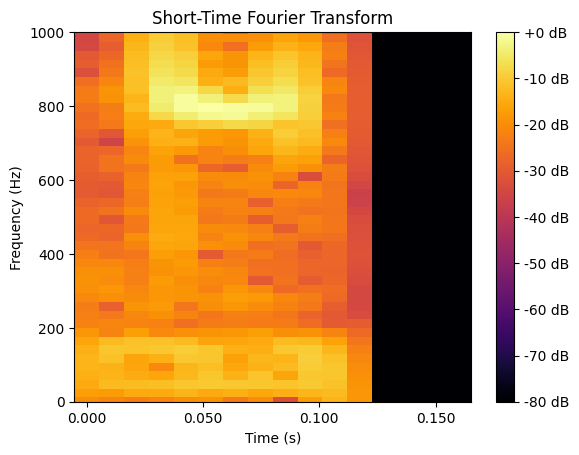 Short-Time Fourier Transform
1000
800
600
400
200
0
Frequency (Hz)
0.000
0.050
0.100
0.150
Time (s)
+0 dB
-10 dB
-20 dB
-30 dB
-40 dB
-50 dB
-60 dB
-70 dB
-80 dB